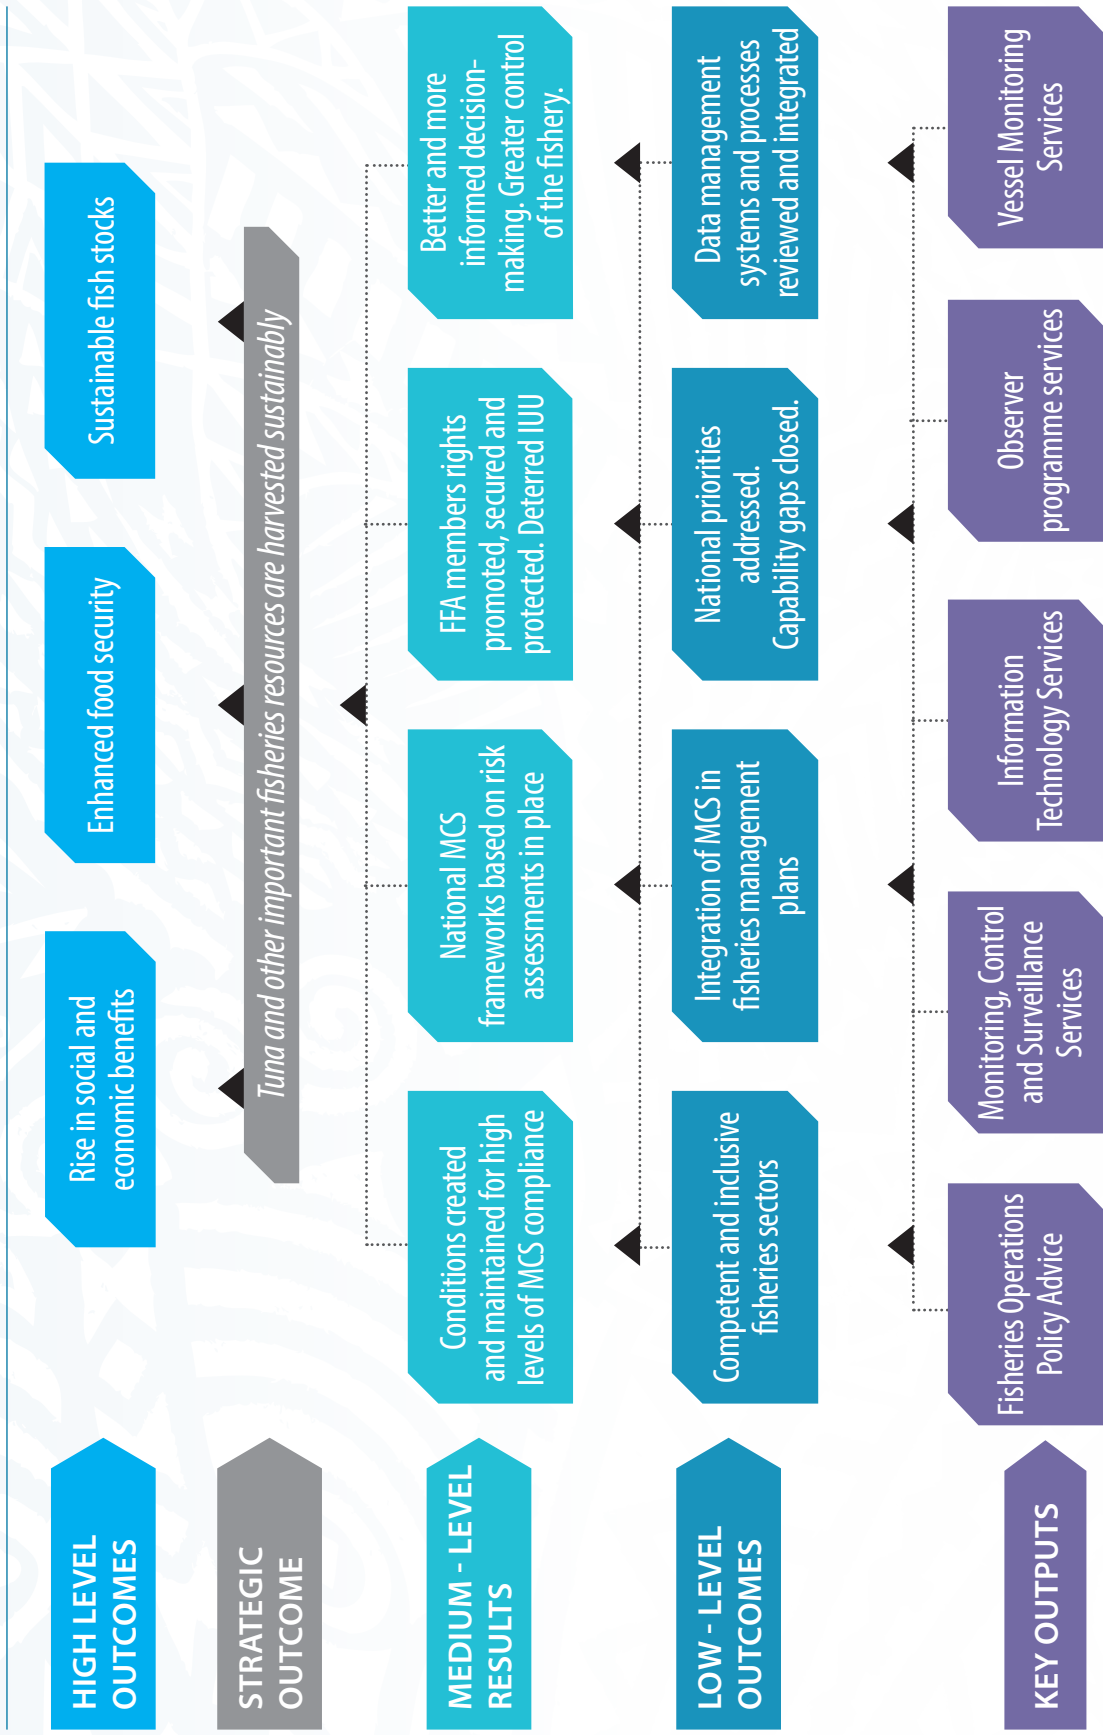 HIGH LEVEL
OUTCOMES
Rise in social and
economic benefits
Enhanced food security
Sustainable fish stocks
STRATEGIC
OUTCOME
Tuna and other important fisheries resources are harvested sustainably
MEDIUM - LEVEL
RESULTS
Conditions created
and maintained for high
levels of MCS compliance
National MCS
frameworks based on risk
assessments in place
FFA members rights
promoted, secured and
protected. Deterred IUU
Better and more
informed decision-
making. Greater control
of the fishery.
LOW - LEVEL
OUTCOMES
Competent and inclusive
fisheries sectors
Integration of MCS in
fisheries management
plans
National priorities
addressed.
Capability gaps closed.
Data management
systems and processes
reviewed and integrated
KEY OUTPUTS
Fisheries Operations
Policy Advice
Monitoring, Control
and Surveillance
Services
Information
Technology Services
Observer
programme services
Vessel Monitoring
Services